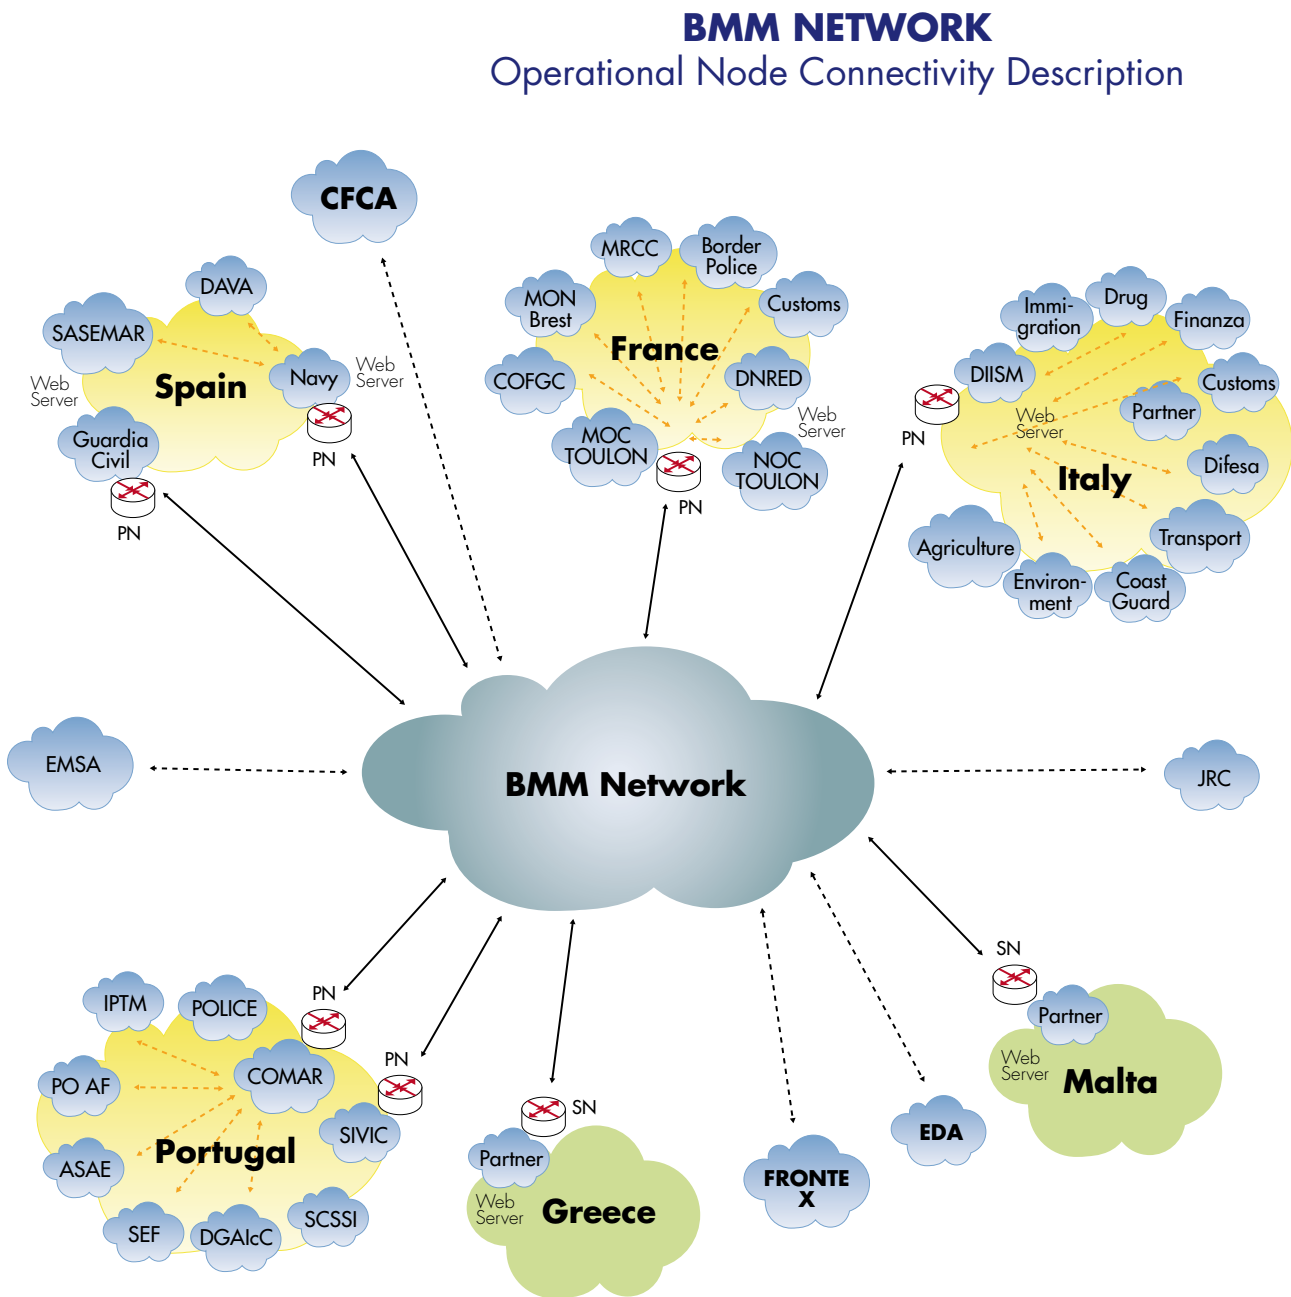 BMM NETWORK
Operational Node Connectivity Description
CFCA
DAVA
SASEMAR
Navy
Web
Server
Web
Server
Spain
Guardia
Civil
PN
PN
MRCC
Border
Police
MON
Brest
Customs
France
COFGC
DNRED
Web
Server
MOC
TOULON
NOC
TOULON
PN
Immi-
gration
Drug
Finanza
DIISM
Customs
Partner
Web
Server
PN
Italy
Difesa
Agriculture
Transport
Environ-
ment
Coast
Guard
EMSA
BMM Network
JRC
IPTM
POLICE
PN
PN
COMAR
PO AF
SIVIC
Portugal
ASAE
SEF
DGAIcC
SCSSI
SN
Partner
Web
Server
Greece
FRONTE
X
EDA
SN
Partner
Web
Server
Malta